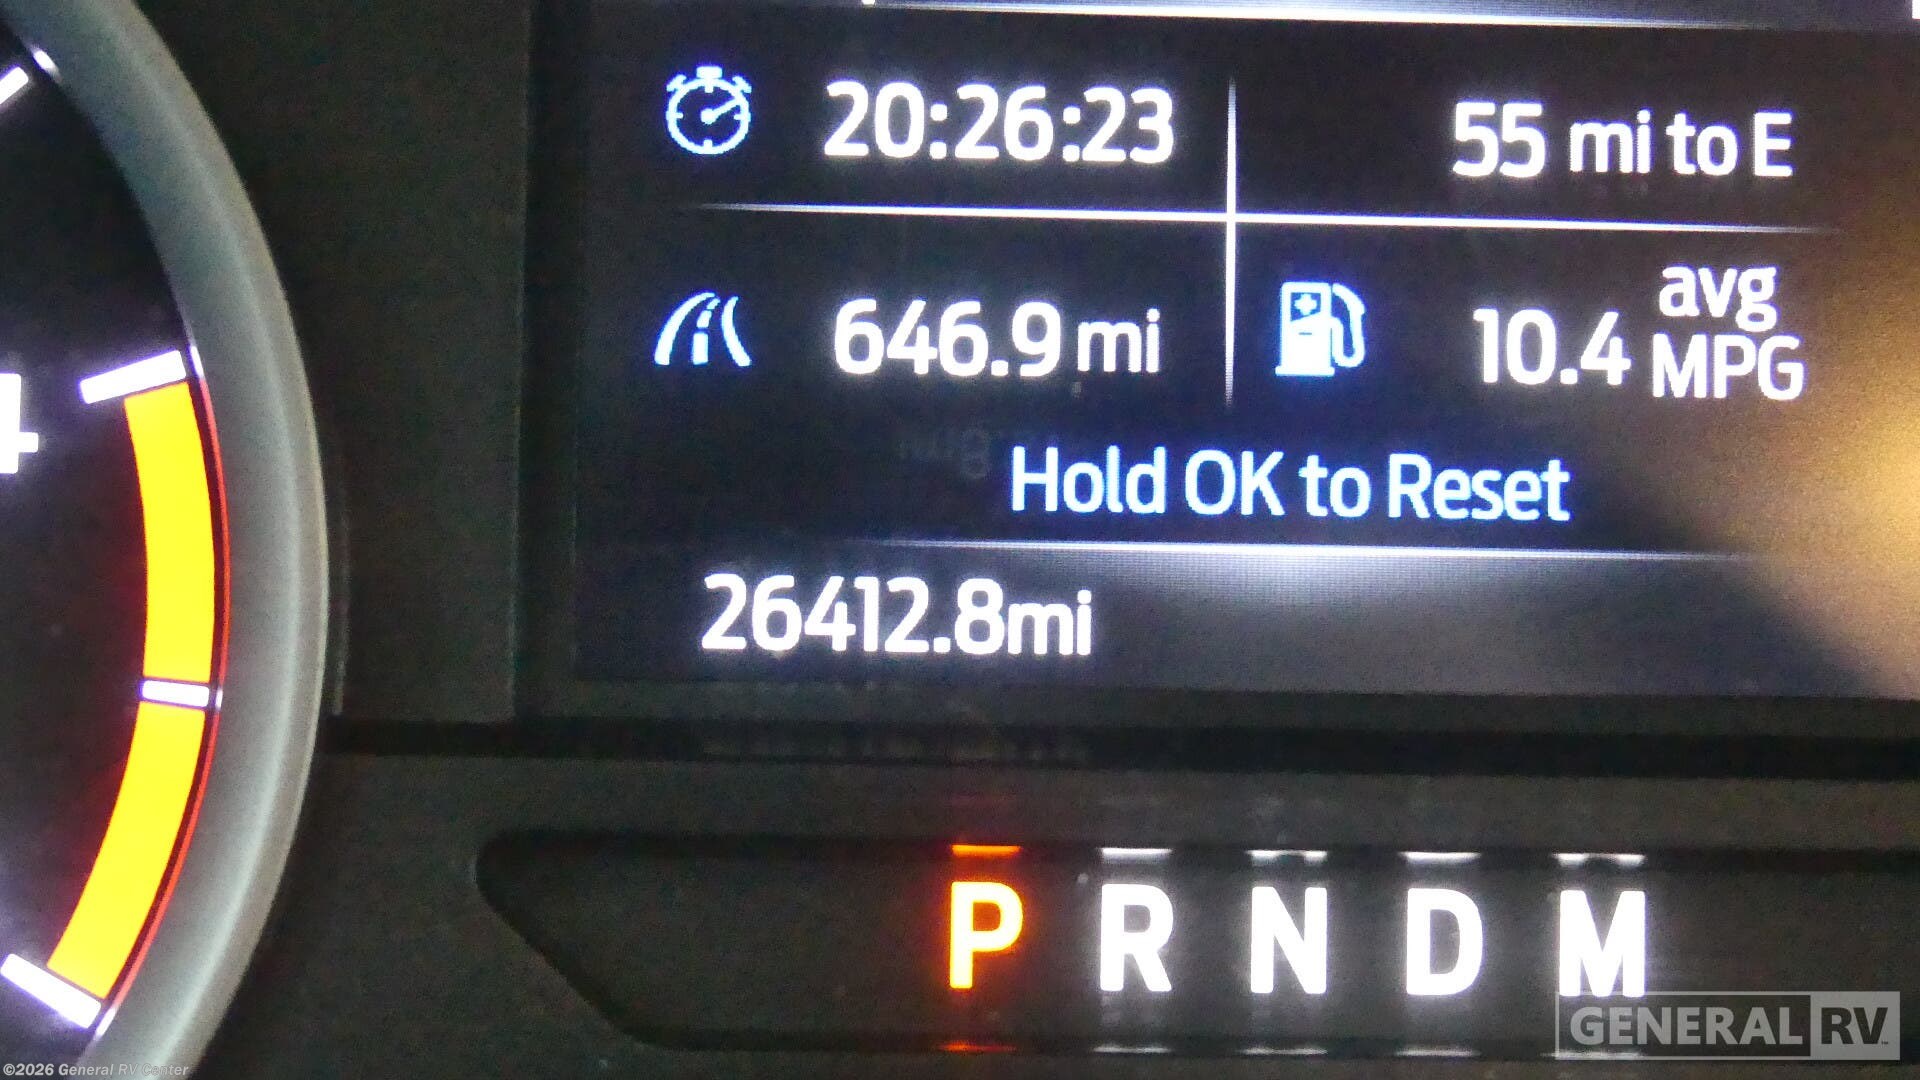 20:26:23
55 mi to E
646.9 mi
10.4 avg MPG
Hold OK to Reset
26412.8mi
4
P R N D M
GENERAL RV
©2026 General RV Center